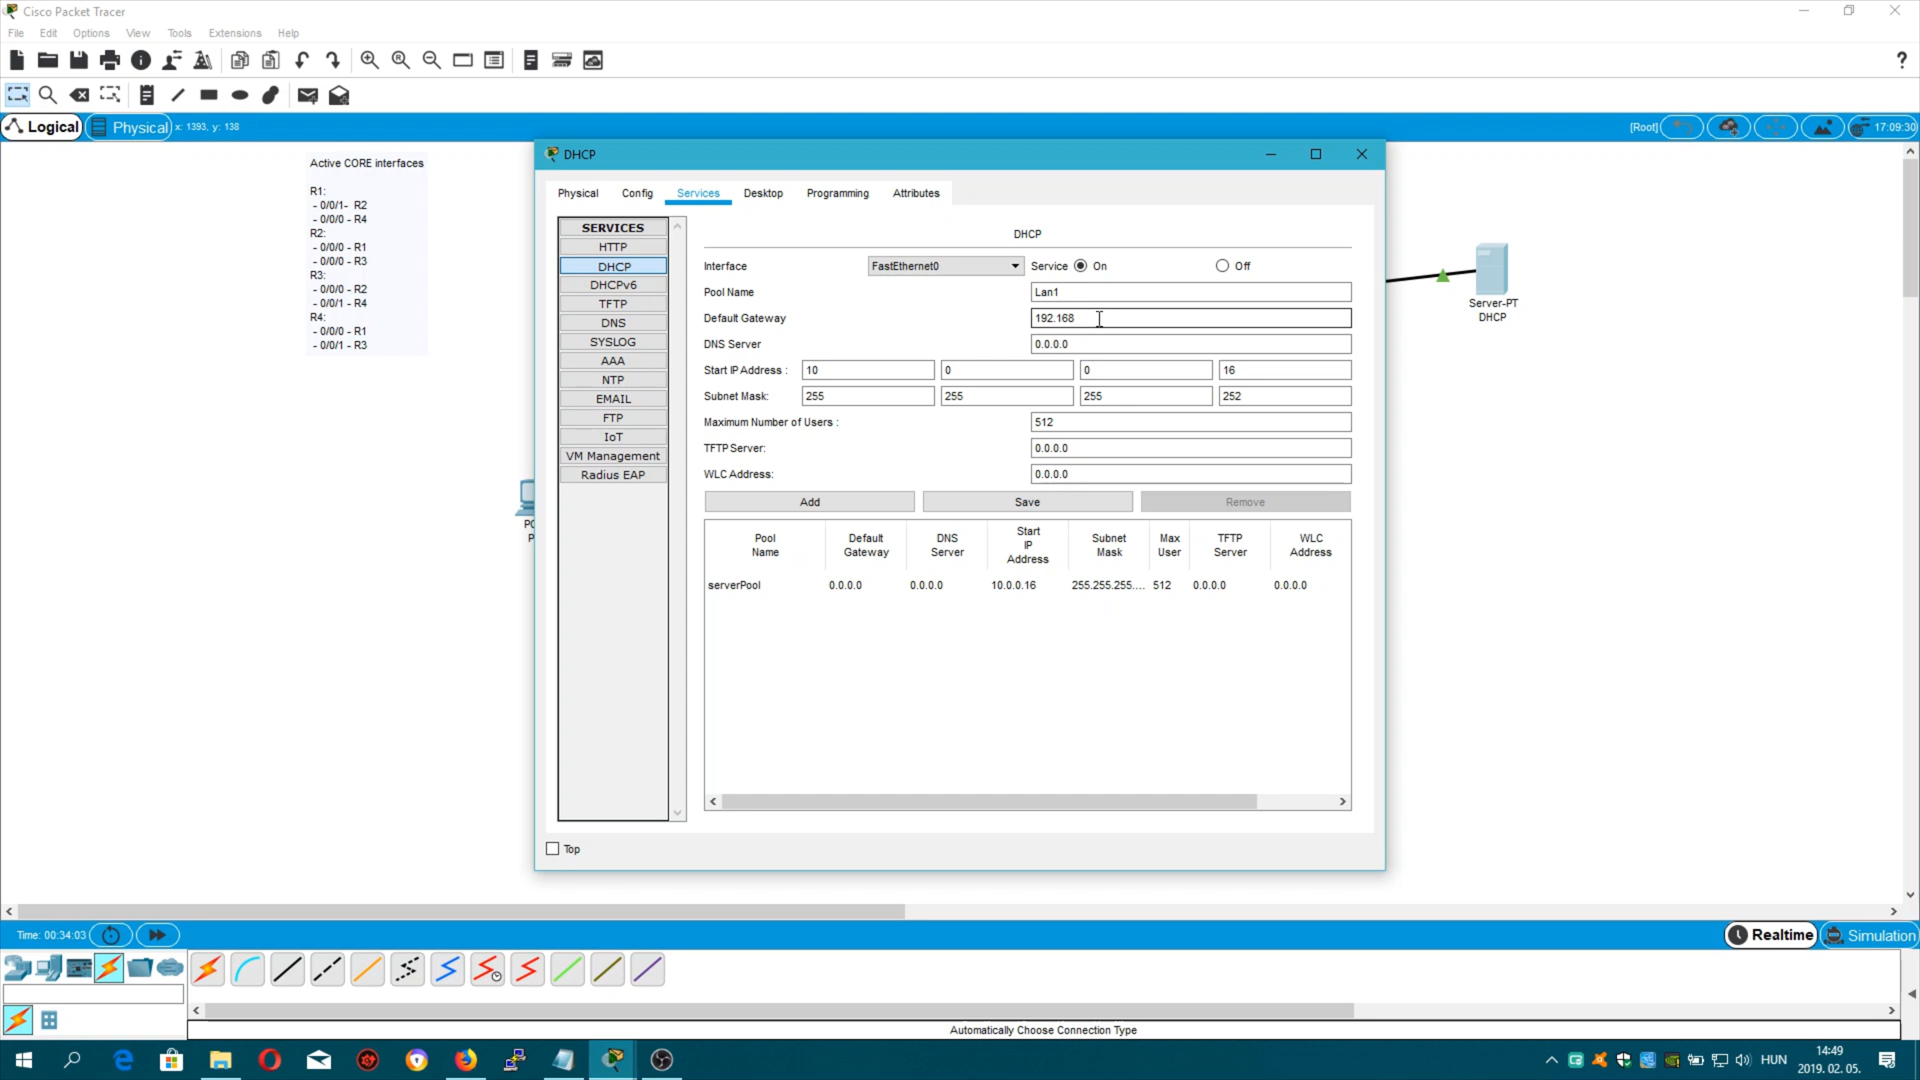 Cisco Packet Tracer
File Edit Options View Tools Extensions Help
?
Logical Physical x: 1393, y: 138 [Root] 17:09:30
Active CORE interfaces
R1:
- 0/0/1- R2
- 0/0/0 - R4
R2:
- 0/0/0 - R1
- 0/0/1 - R3
R3:
- 0/0/0 - R2
- 0/0/1 - R4
R4:
- 0/0/0 - R1
- 0/0/1 - R3
Server-PT
DHCP
DHCP
Physical Config Services Desktop Programming Attributes
SERVICES
HTTP
DHCP
DHCPv6
TFTP
DNS
SYSLOG
AAA
NTP
EMAIL
FTP
IoT
VM Management
Radius EAP
DHCP
Interface FastEthernet0 Service On Off
Pool Name Lan1
Default Gateway 192.168
DNS Server 0.0.0.0
Start IP Address : 10 0 0 16
Subnet Mask: 255 255 255 252
Maximum Number of Users : 512
TFTP Server: 0.0.0.0
WLC Address: 0.0.0.0
Add Save Remove
Pool Name Default Gateway DNS Server Start IP Address Subnet Mask Max User TFTP Server WLC Address
serverPool 0.0.0.0 0.0.0.0 10.0.0.16 255.255.255.... 512 0.0.0.0 0.0.0.0
Top
Time: 00:34:03 Realtime Simulation
Automatically Choose Connection Type
HUN
14:49
2019. 02. 05.